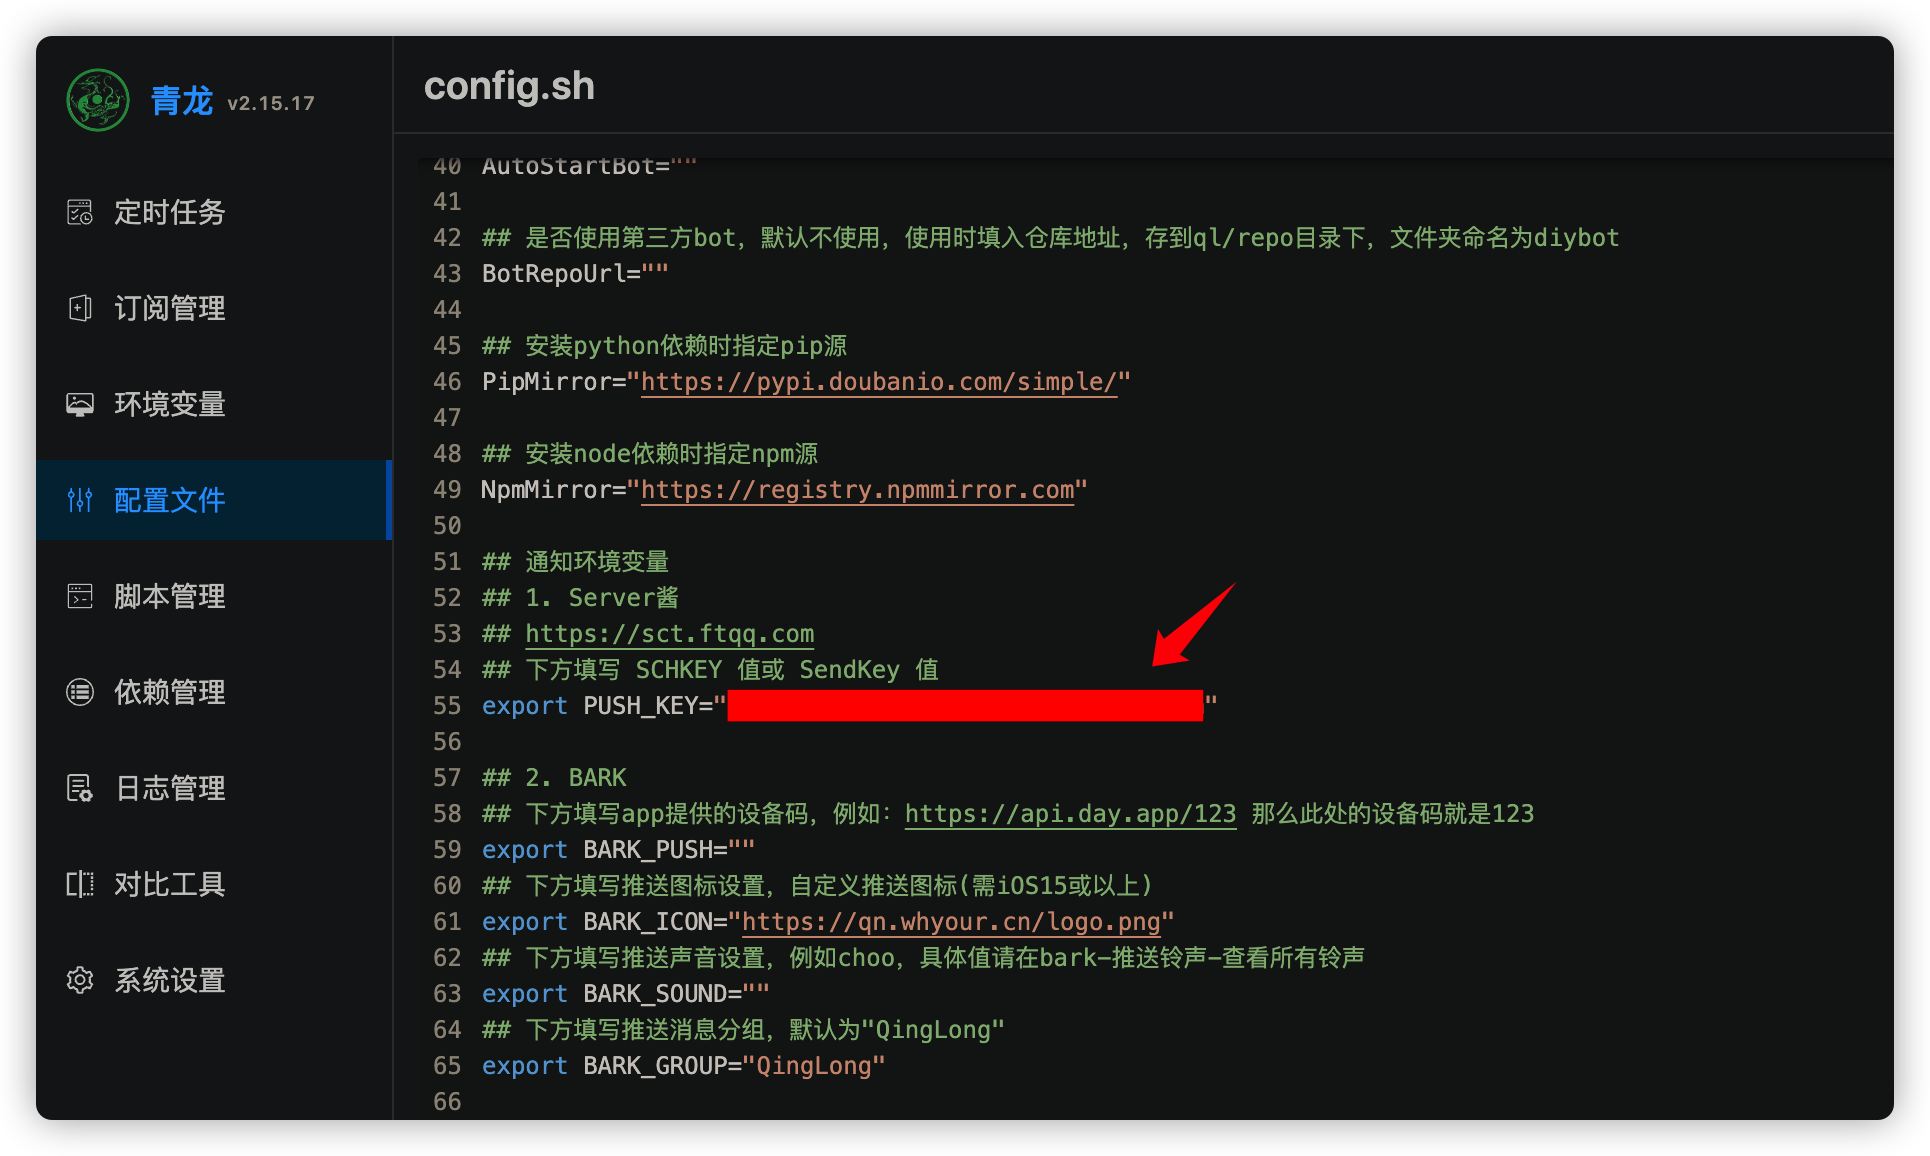 青龙 v2.15.17
定时任务
订阅管理
环境变量
配置文件
脚本管理
依赖管理
日志管理
对比工具
系统设置
config.sh
40 AutoStartBot=""
41
42 ## 是否使用第三方bot，默认不使用，使用时填入仓库地址，存到ql/repo目录下，文件夹命名为diybot
43 BotRepoUrl=""
44
45 ## 安装python依赖时指定pip源
46 PipMirror="https://pypi.doubanio.com/simple/"
47
48 ## 安装node依赖时指定npm源
49 NpmMirror="https://registry.npmmirror.com"
50
51 ## 通知环境变量
52 ## 1. Server酱
53 ## https://sct.ftqq.com
54 ## 下方填写 SCHKEY 值或 SendKey 值
55 export PUSH_KEY=""
56
57 ## 2. BARK
58 ## 下方填写app提供的设备码，例如：https://api.day.app/123 那么此处的设备码就是123
59 export BARK_PUSH=""
60 ## 下方填写推送图标设置，自定义推送图标(需iOS15或以上)
61 export BARK_ICON="https://qn.whyour.cn/logo.png"
62 ## 下方填写推送声音设置，例如choo，具体值请在bark-推送铃声-查看所有铃声
63 export BARK_SOUND=""
64 ## 下方填写推送消息分组，默认为"QingLong"
65 export BARK_GROUP="QingLong"
66